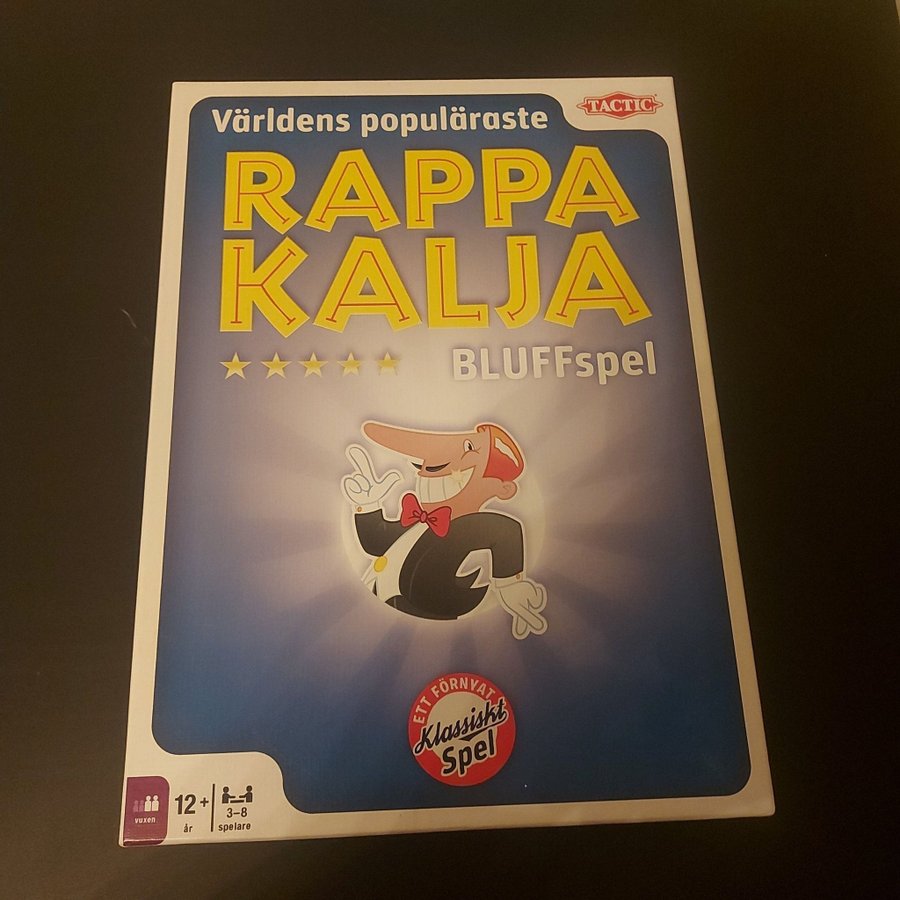 Världens populäraste
TACTIC
RAPPA
KALJA
BLUFFspel
ETT FÖRNYAT
Klassiskt
Spel
vuxen
12+
år
3–8
spelare